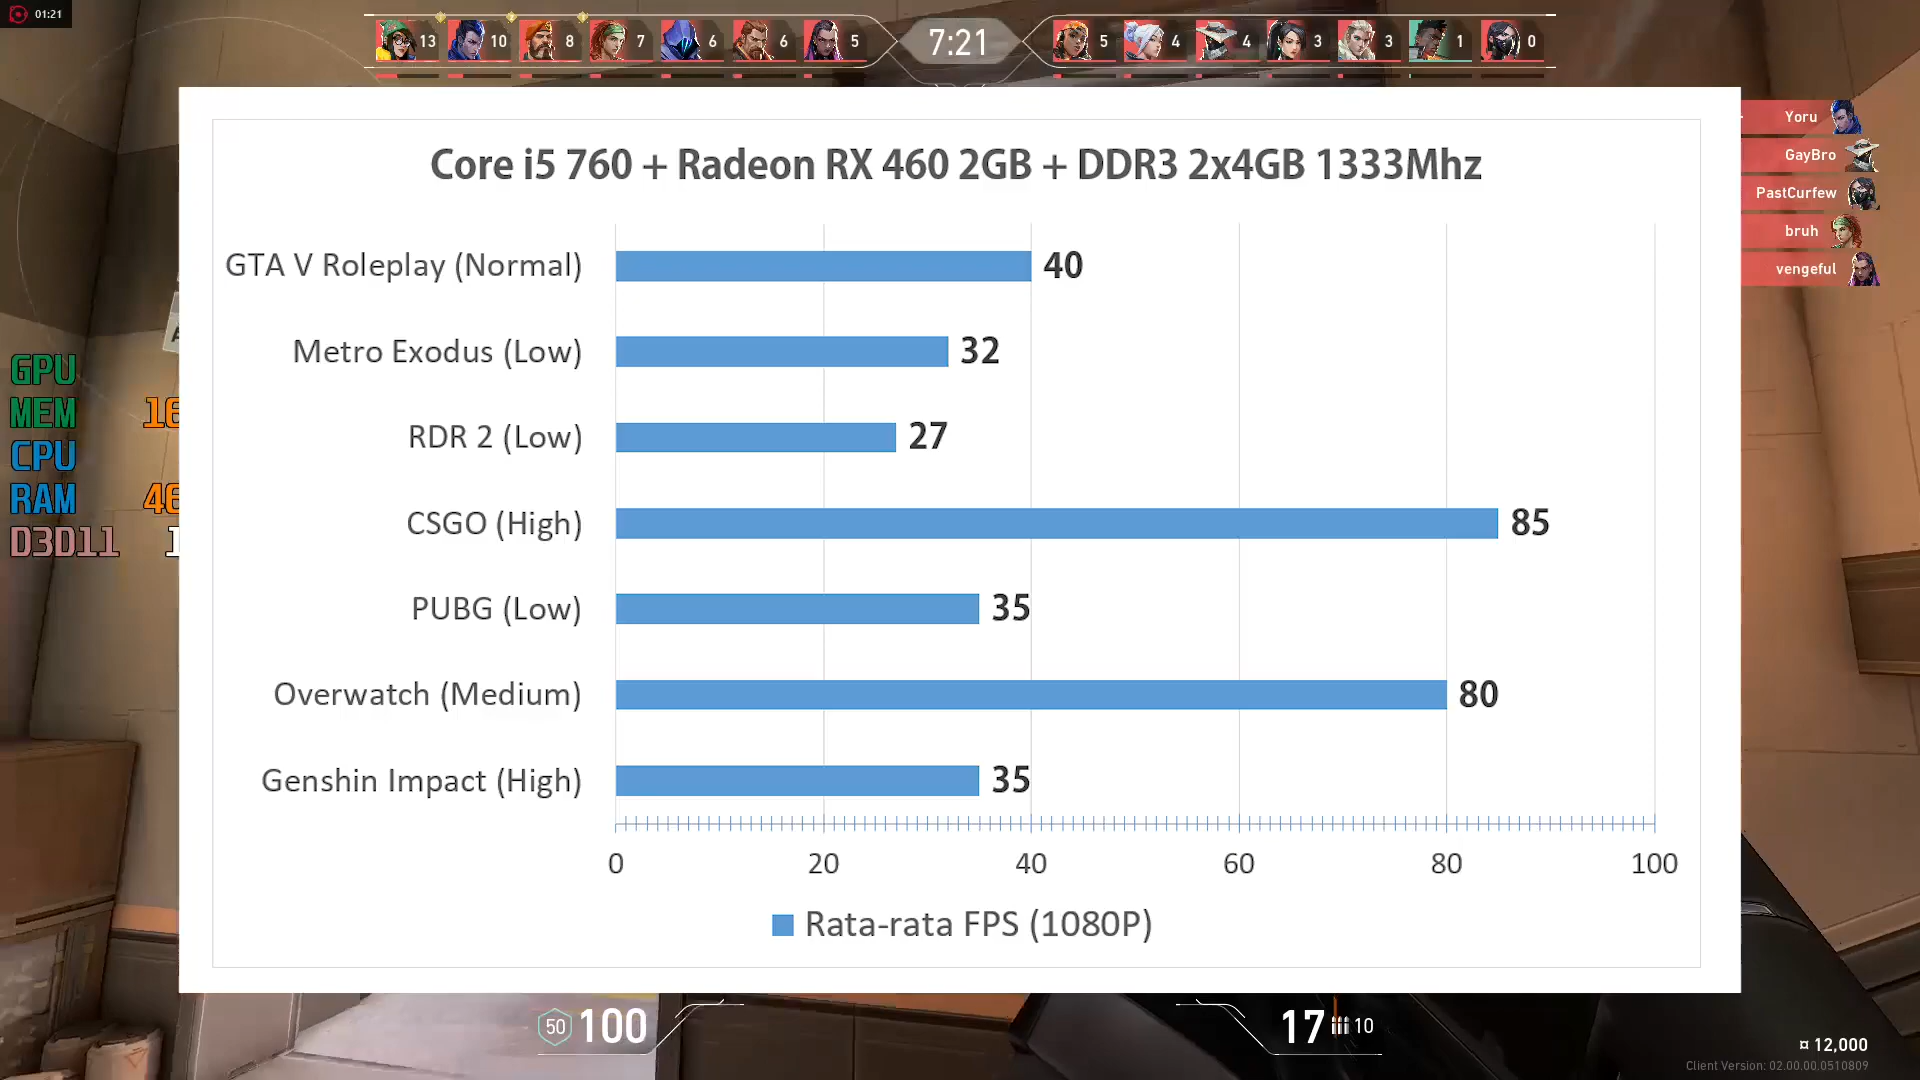 01:21
13 10 8 7 6 6 5 7:21 5 4 4 3 3 1 0
Yoru
GayBro
PastCurfew
bruh
vengeful
GPU
MEM 16
CPU
RAM 46
D3D11 1
Core i5 760 + Radeon RX 460 2GB + DDR3 2x4GB 1333Mhz
GTA V Roleplay (Normal) 40
Metro Exodus (Low) 32
RDR 2 (Low) 27
CSGO (High) 85
PUBG (Low) 35
Overwatch (Medium) 80
Genshin Impact (High) 35
0 20 40 60 80 100
Rata-rata FPS (1080P)
50 100 17 10
¤ 12,000
Client Version: 02.00.00.0510809